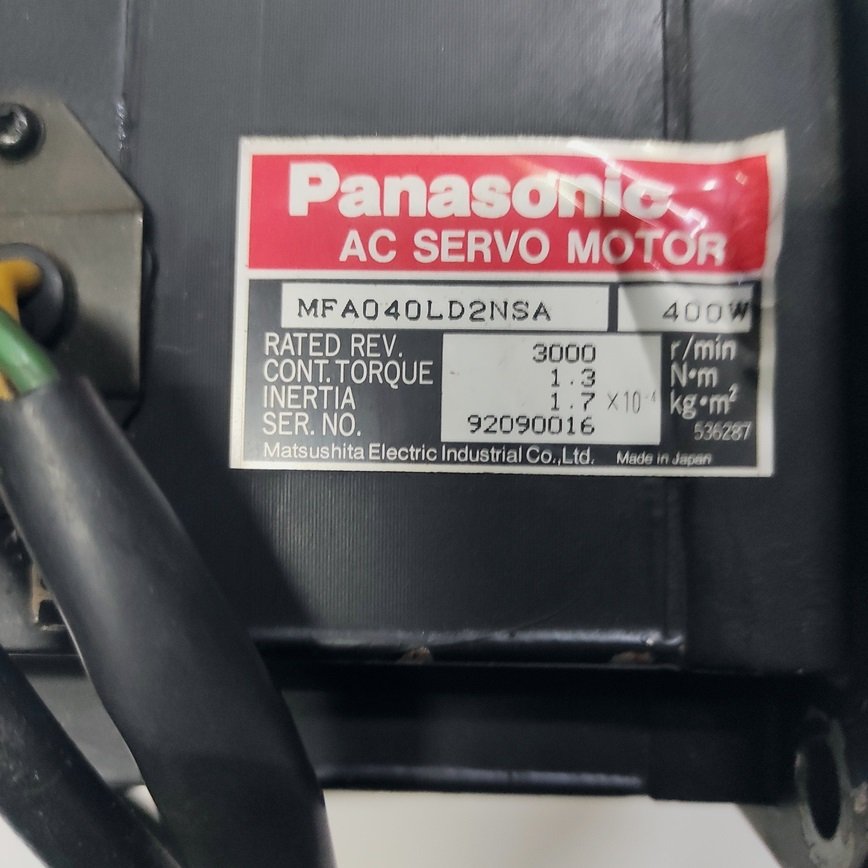 Panasonic
AC SERVO MOTOR
MFA040LD2NSA 400W
RATED REV. 3000 r/min
CONT. TORQUE 1.3 N•m
INERTIA 1.7 ×10⁻⁴ kg•m²
SER. NO. 92090016 536287
Matsushita Electric Industrial Co.,Ltd. Made in Japan